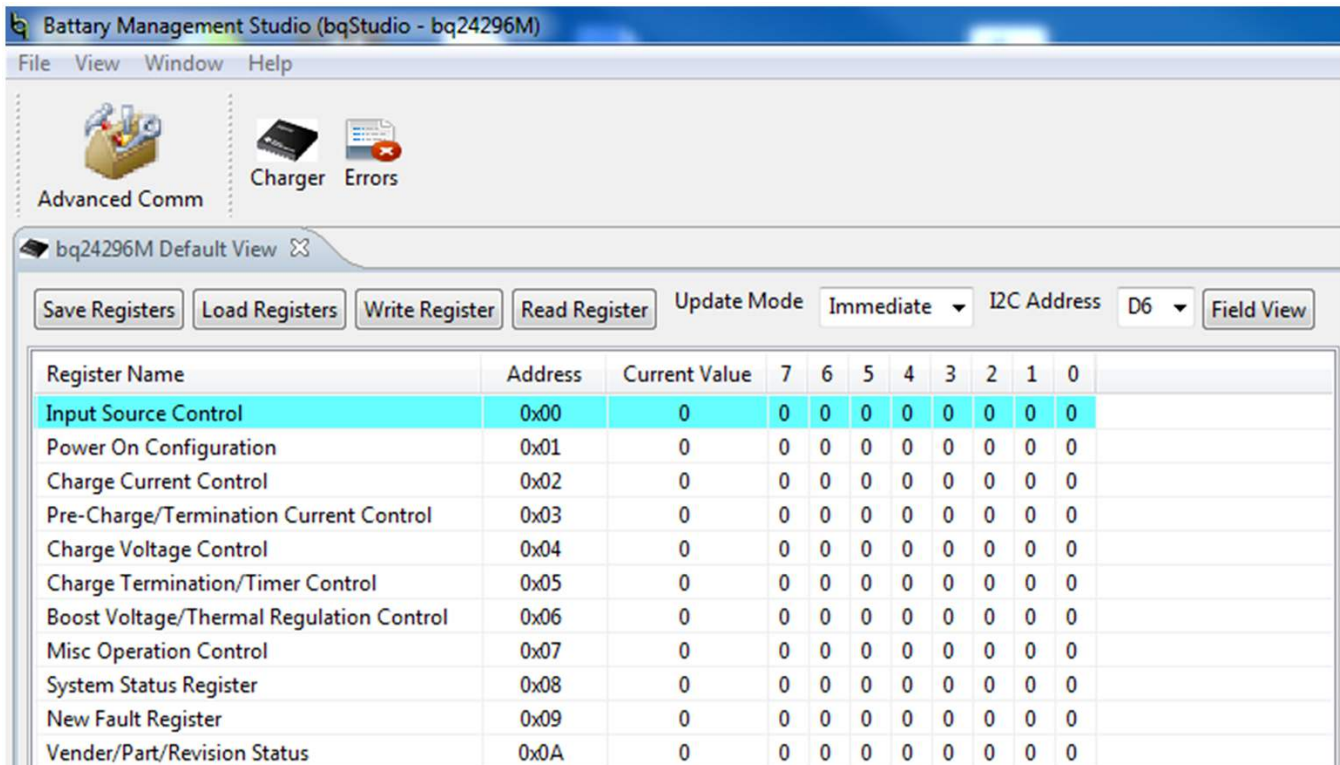 Battary Management Studio (bqStudio - bq24296M)
File View Window Help
Advanced Comm
Charger Errors
bq24296M Default View
Save Registers Load Registers Write Register Read Register Update Mode Immediate I2C Address D6 Field View
Register Name Address Current Value 7 6 5 4 3 2 1 0
Input Source Control 0x00 0 0 0 0 0 0 0 0 0
Power On Configuration 0x01 0 0 0 0 0 0 0 0 0
Charge Current Control 0x02 0 0 0 0 0 0 0 0 0
Pre-Charge/Termination Current Control 0x03 0 0 0 0 0 0 0 0 0
Charge Voltage Control 0x04 0 0 0 0 0 0 0 0 0
Charge Termination/Timer Control 0x05 0 0 0 0 0 0 0 0 0
Boost Voltage/Thermal Regulation Control 0x06 0 0 0 0 0 0 0 0 0
Misc Operation Control 0x07 0 0 0 0 0 0 0 0 0
System Status Register 0x08 0 0 0 0 0 0 0 0 0
New Fault Register 0x09 0 0 0 0 0 0 0 0 0
Vender/Part/Revision Status 0x0A 0 0 0 0 0 0 0 0 0